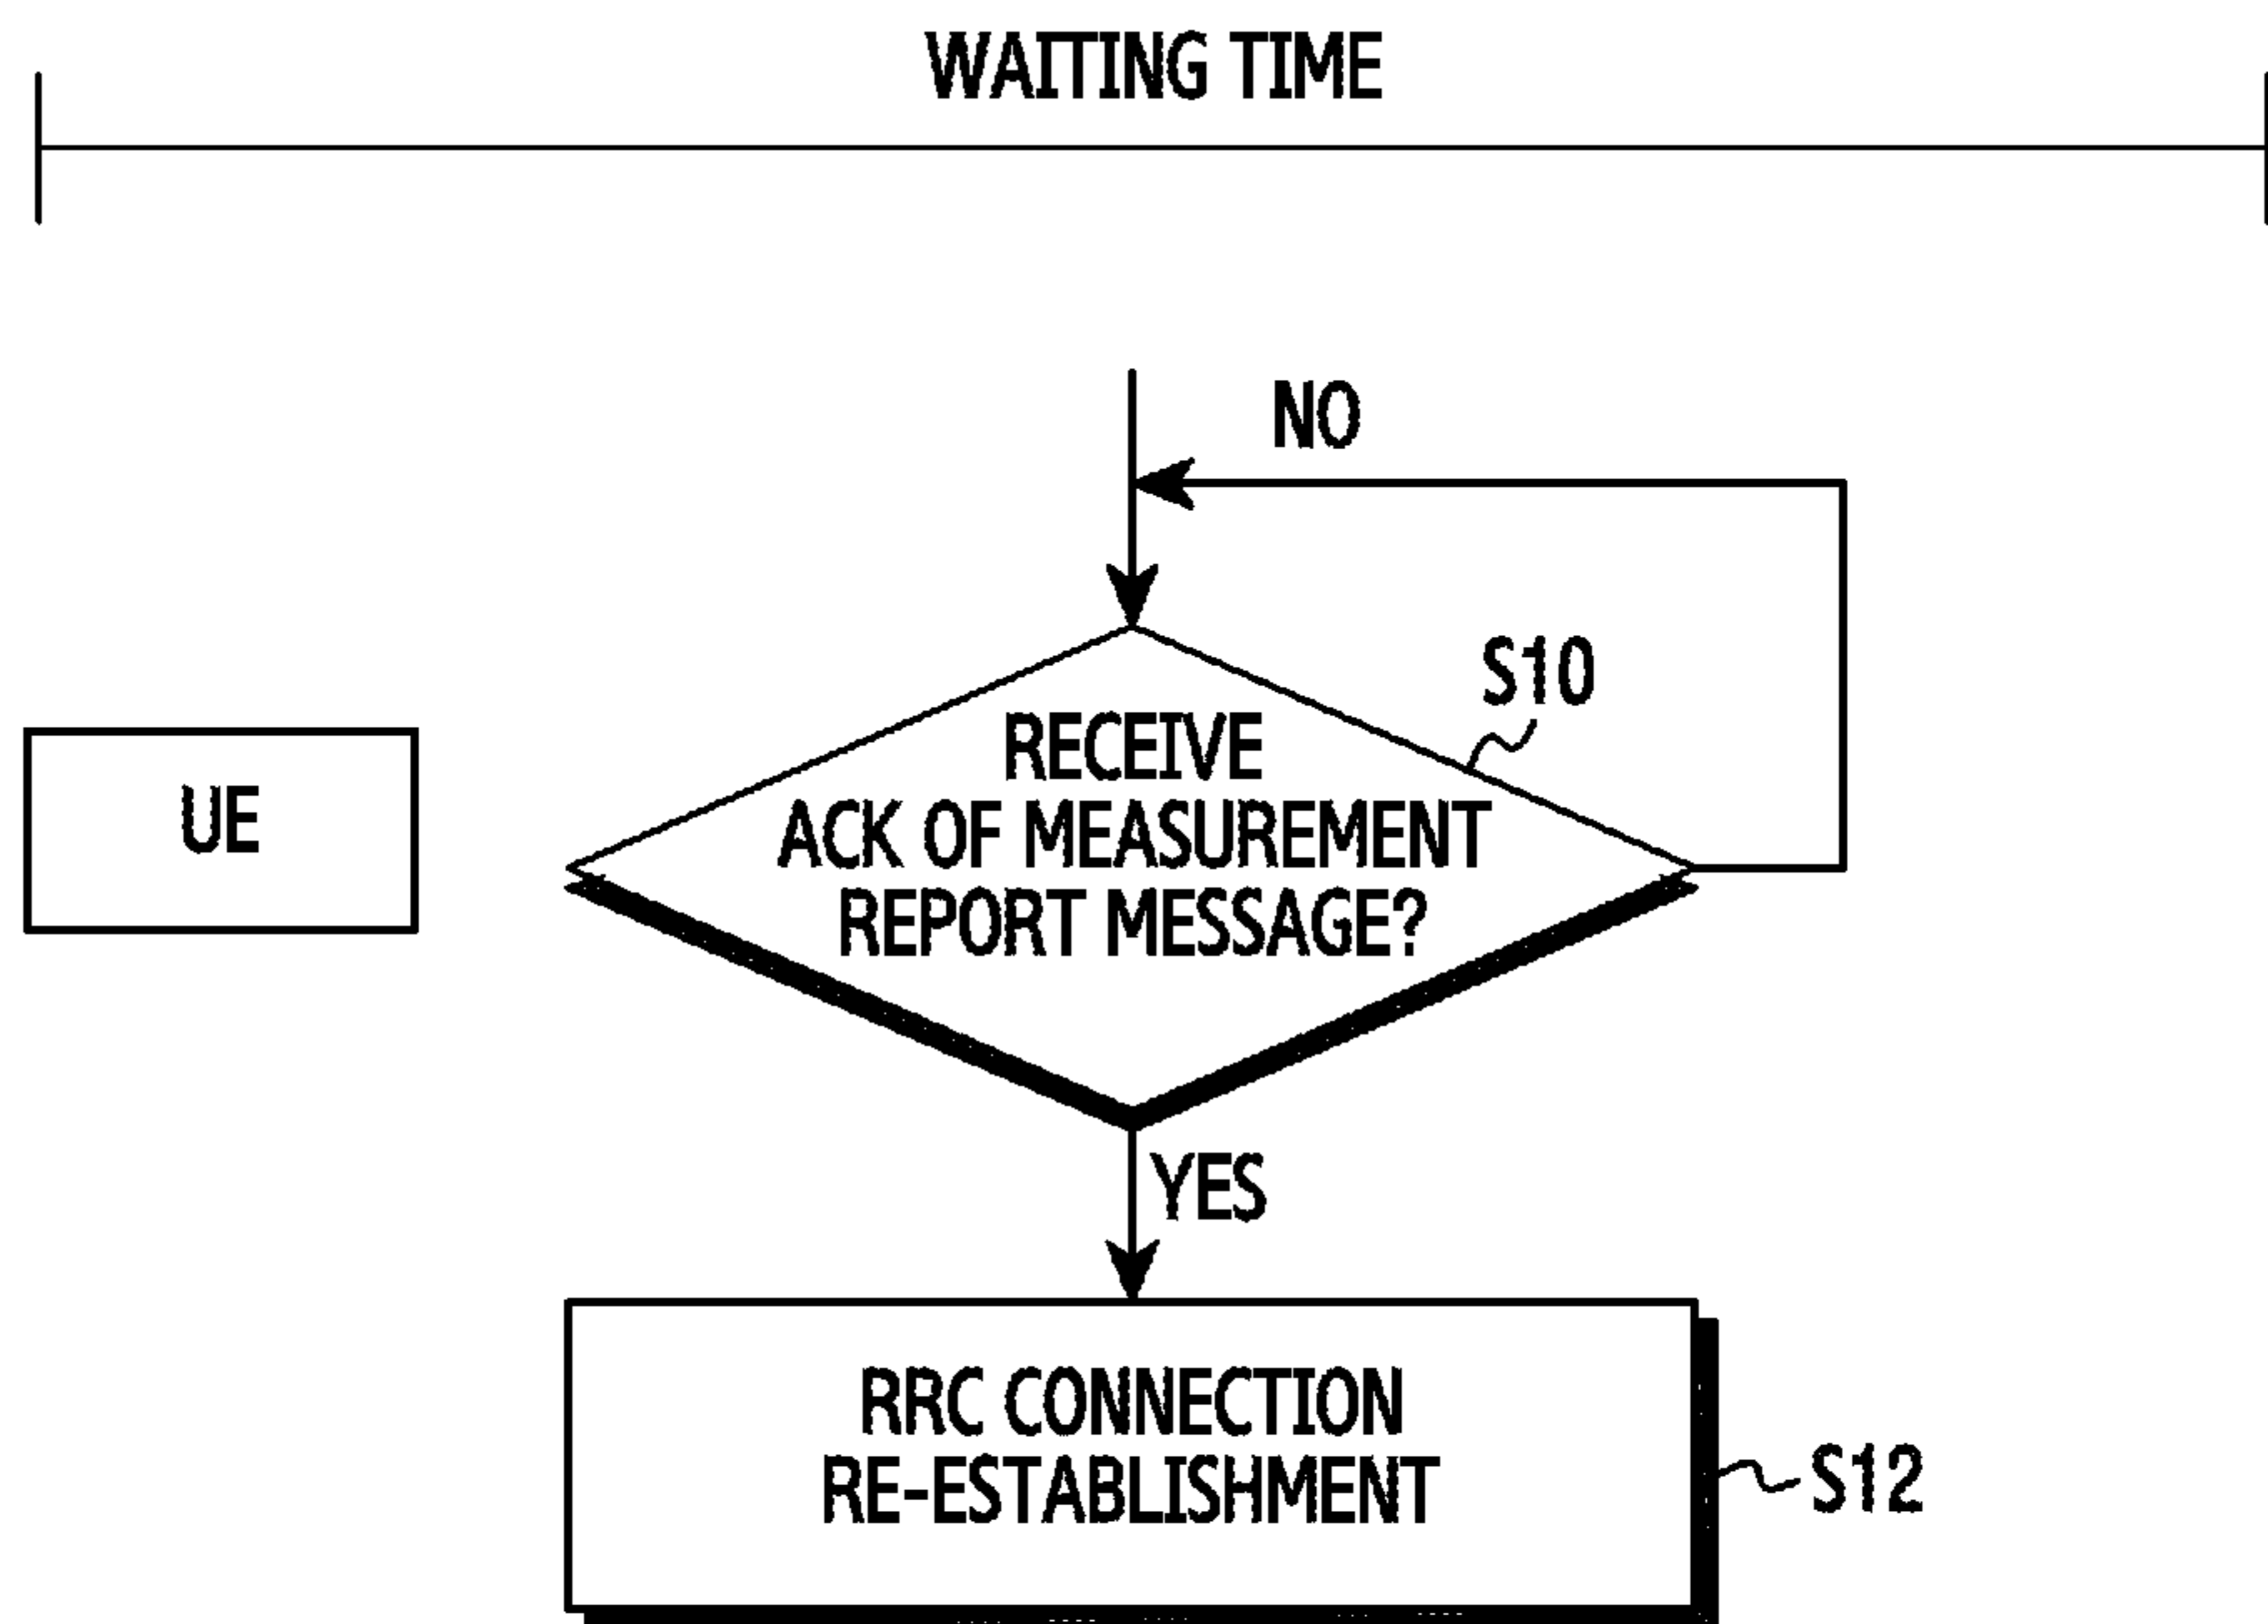 WAITING TIME
NO
S10
RECEIVE
ACK OF MEASUREMENT
REPORT MESSAGE?
UE
YES
RRC CONNECTION
RE-ESTABLISHMENT
S12